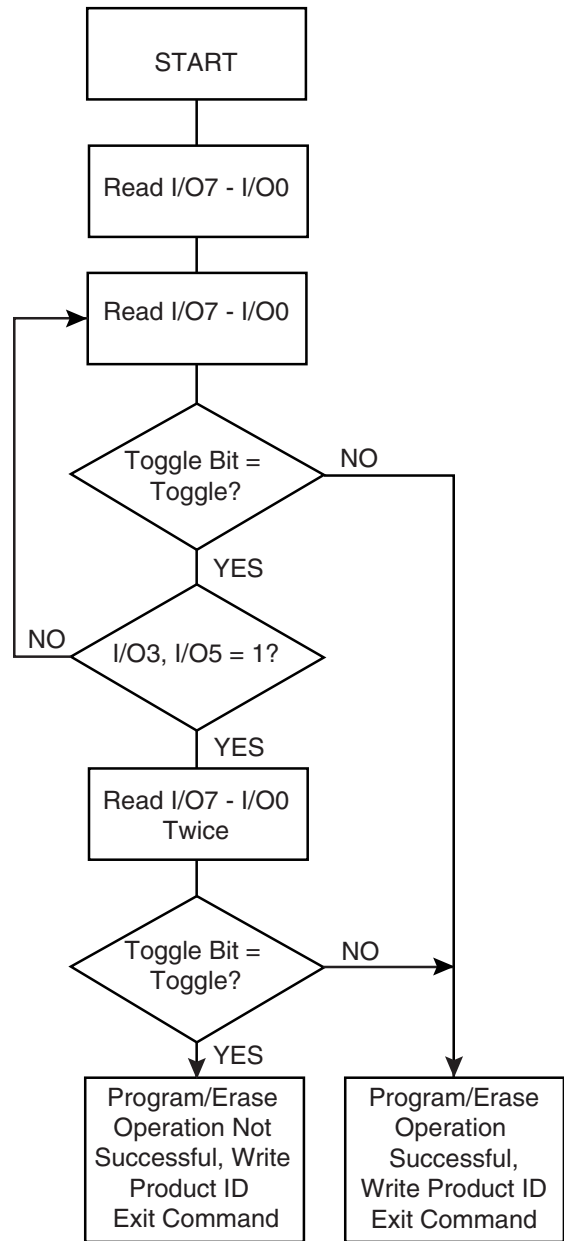 START
Read I/O7 - I/O0
Read I/O7 - I/O0
Toggle Bit =
Toggle?
NO
YES
NO
I/O3, I/O5 = 1?
YES
Read I/O7 - I/O0
Twice
Toggle Bit =
Toggle?
NO
YES
Program/Erase
Operation Not
Successful, Write
Product ID
Exit Command
Program/Erase
Operation
Successful,
Write Product ID
Exit Command